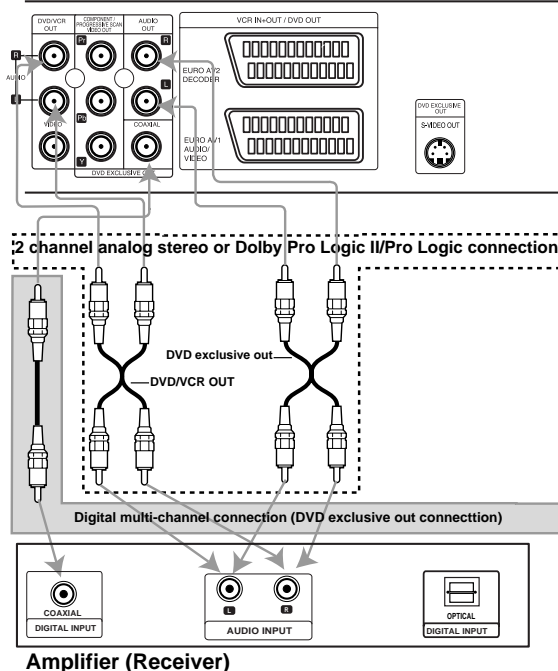 DVD/VCR
OUT
COMPONENT /
PROGRESSIVE SCAN
VIDEO OUT
AUDIO
OUT
VCR IN+OUT / DVD OUT
R
Pr
R
AUDIO
EURO AV2
DECODER
L
L
DVD EXCLUSIVE
OUT
VIDEO
Pb
COAXIAL
S-VIDEO OUT
EURO AV1
AUDIO/
VIDEO
Y
DVD EXCLUSIVE OUT
2 channel analog stereo or Dolby Pro Logic II/Pro Logic connection
DVD exclusive out
DVD/VCR OUT
Digital multi-channel connection (DVD exclusive out connecttion)
COAXIAL
DIGITAL INPUT
L
R
AUDIO INPUT
OPTICAL
DIGITAL INPUT
Amplifier (Receiver)